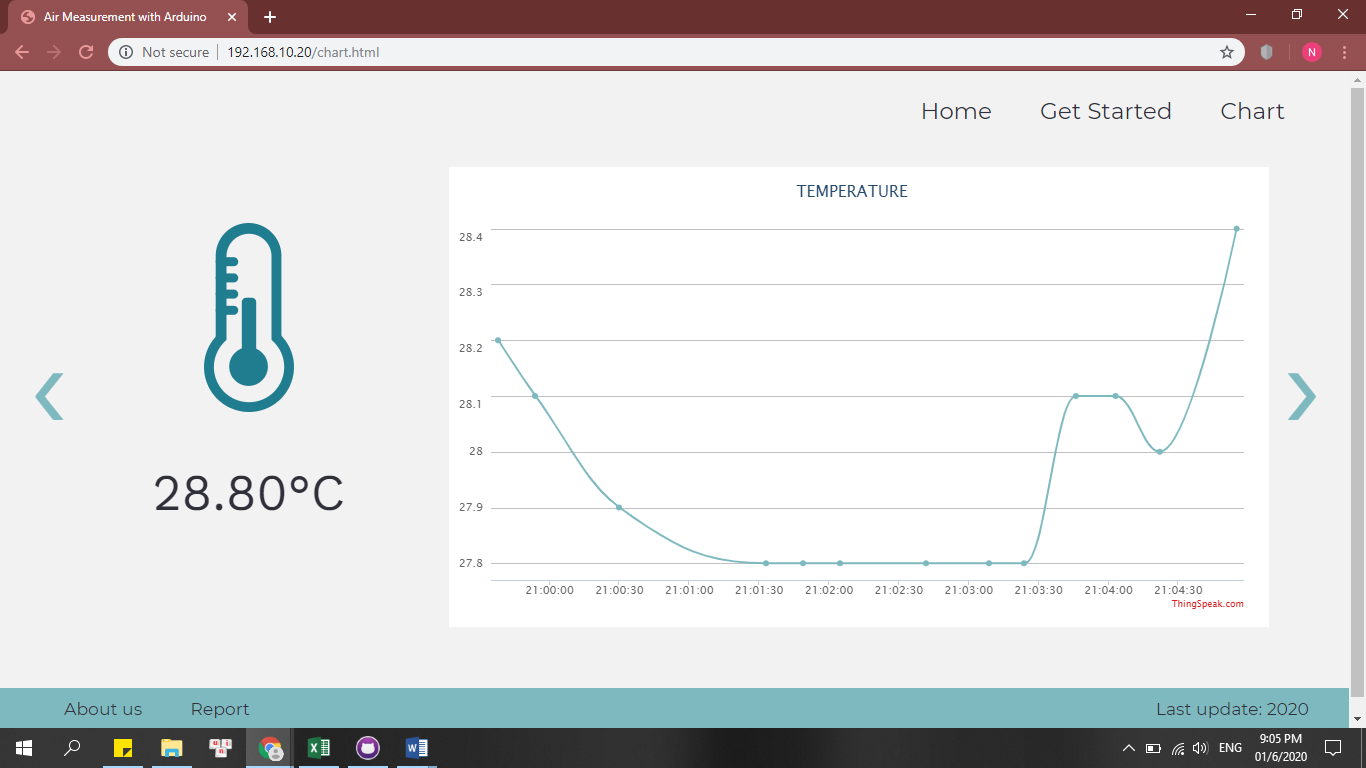 Air Measurement with Arduino
Not secure 192.168.10.20/chart.html
N
Home Get Started Chart
TEMPERATURE
28.4
28.3
28.2
28.1
28
27.9
27.8
21:00:00 21:00:30 21:01:00 21:01:30 21:02:00 21:02:30 21:03:00 21:03:30 21:04:00 21:04:30
ThingSpeak.com
28.80°C
About us Report Last update: 2020
ENG
9:05 PM
01/6/2020